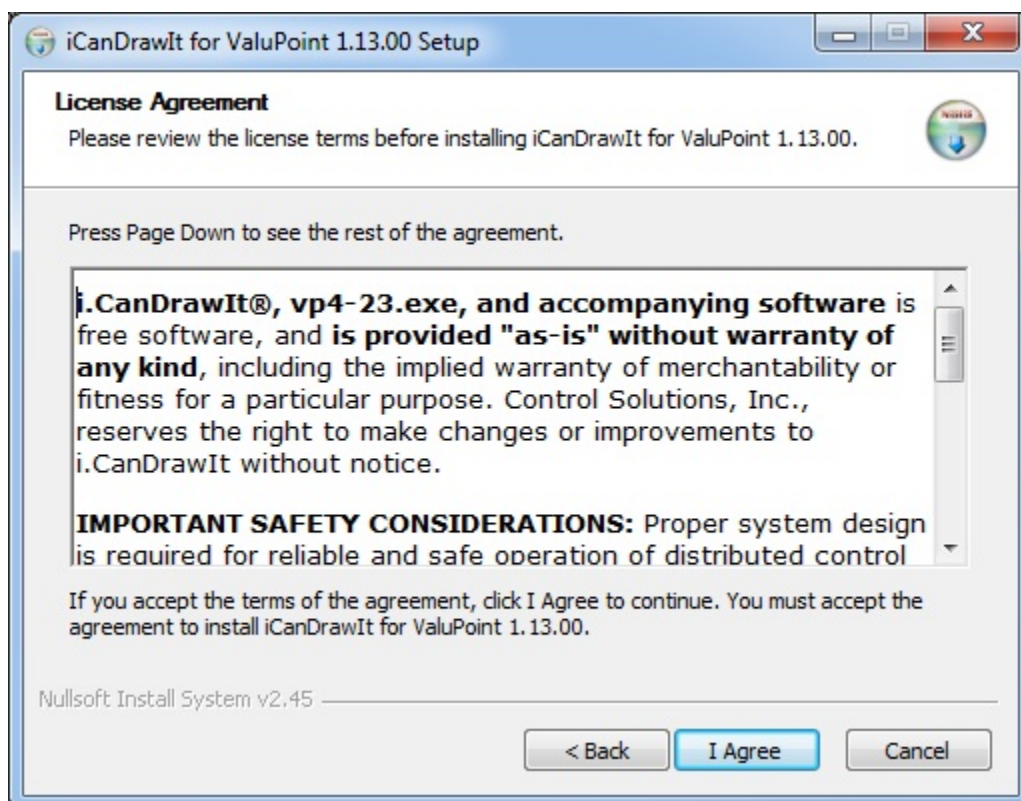 iCanDrawIt for ValuPoint 1.13.00 Setup
License Agreement
Please review the license terms before installing iCanDrawIt for ValuPoint 1.13.00.
Press Page Down to see the rest of the agreement.
i.CanDrawIt®, vp4-23.exe, and accompanying software is
free software, and is provided "as-is" without warranty of
any kind, including the implied warranty of merchantability or
fitness for a particular purpose. Control Solutions, Inc.,
reserves the right to make changes or improvements to
i.CanDrawIt without notice.
IMPORTANT SAFETY CONSIDERATIONS: Proper system design
is required for reliable and safe operation of distributed control
If you accept the terms of the agreement, click I Agree to continue. You must accept the
agreement to install iCanDrawIt for ValuPoint 1.13.00.
Nullsoft Install System v2.45
< Back
I Agree
Cancel